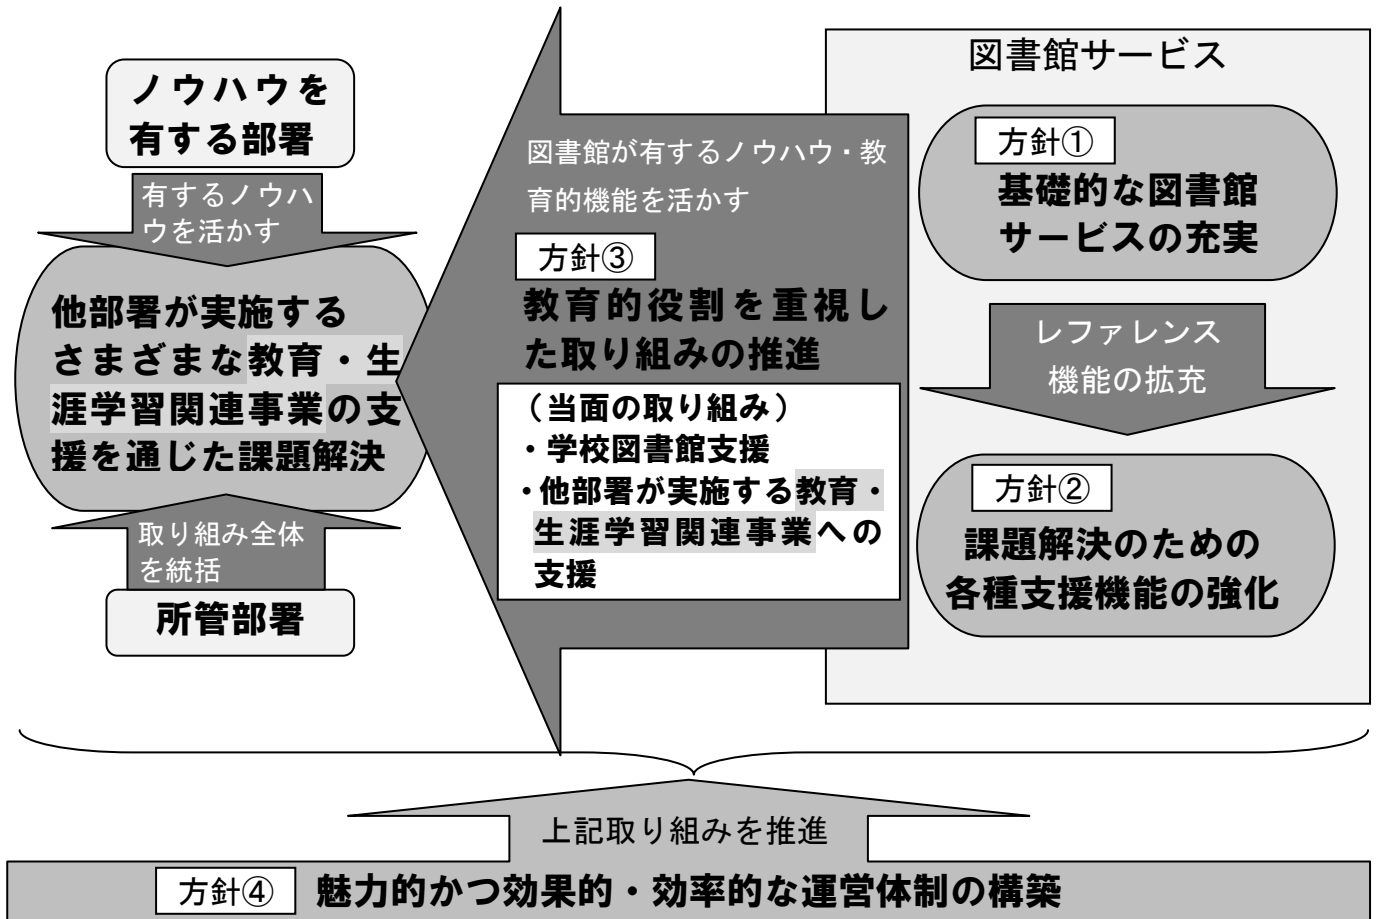 ノウハウを
有する部署
有するノウハ
ウを活かす
他部署が実施する
さまざまな教育・生
涯学習関連事業の支
援を通じた課題解決
取り組み全体
を統括
所管部署
図書館が有するノウハウ・教
育的機能を活かす
方針③
教育的役割を重視し
た取り組みの推進
（当面の取り組み）
・学校図書館支援
・他部署が実施する教育・
生涯学習関連事業への
支援
図書館サービス
方針①
基礎的な図書館
サービスの充実
レファレンス
機能の拡充
方針②
課題解決のための
各種支援機能の強化
上記取り組みを推進
方針④ 魅力的かつ効果的・効率的な運営体制の構築